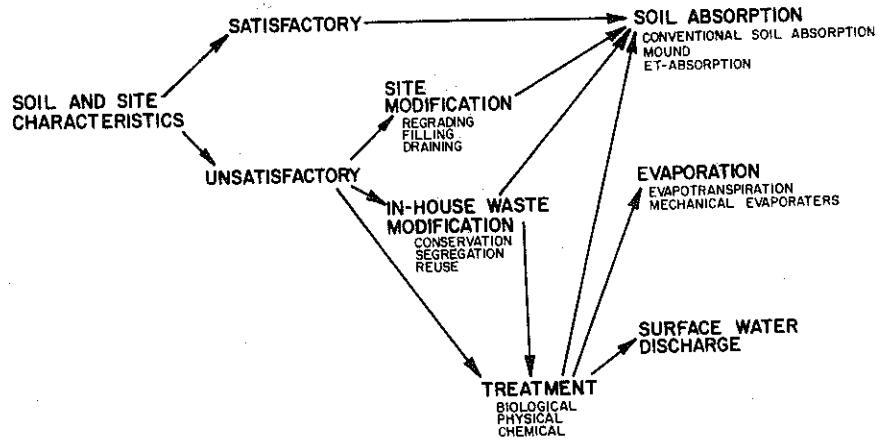 SATISFACTORY
SOIL ABSORPTION
CONVENTIONAL SOIL ABSORPTION
MOUND
ET-ABSORPTION
SOIL AND SITE
CHARACTERISTICS
SITE
MODIFICATION
REGRADING
FILLING
DRAINING
UNSATISFACTORY
EVAPORATION
EVAPOTRANSPIRATION
MECHANICAL EVAPORATERS
IN-HOUSE WASTE
MODIFICATION
CONSERVATION
SEGREGATION
REUSE
SURFACE WATER
DISCHARGE
TREATMENT
BIOLOGICAL
PHYSICAL
CHEMICAL